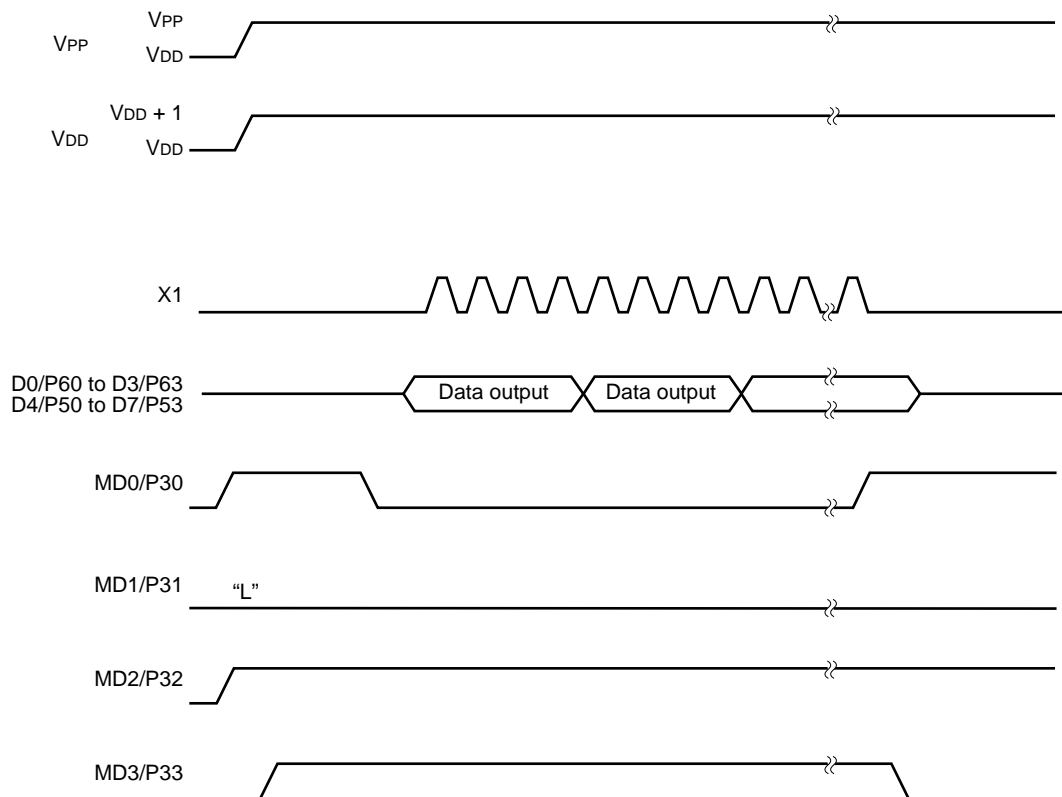 VPP
VPP
VDD
VDD + 1
VDD
VDD
X1
D0/P60 to D3/P63
D4/P50 to D7/P53
Data output Data output
MD0/P30
MD1/P31 “L”
MD2/P32
MD3/P33